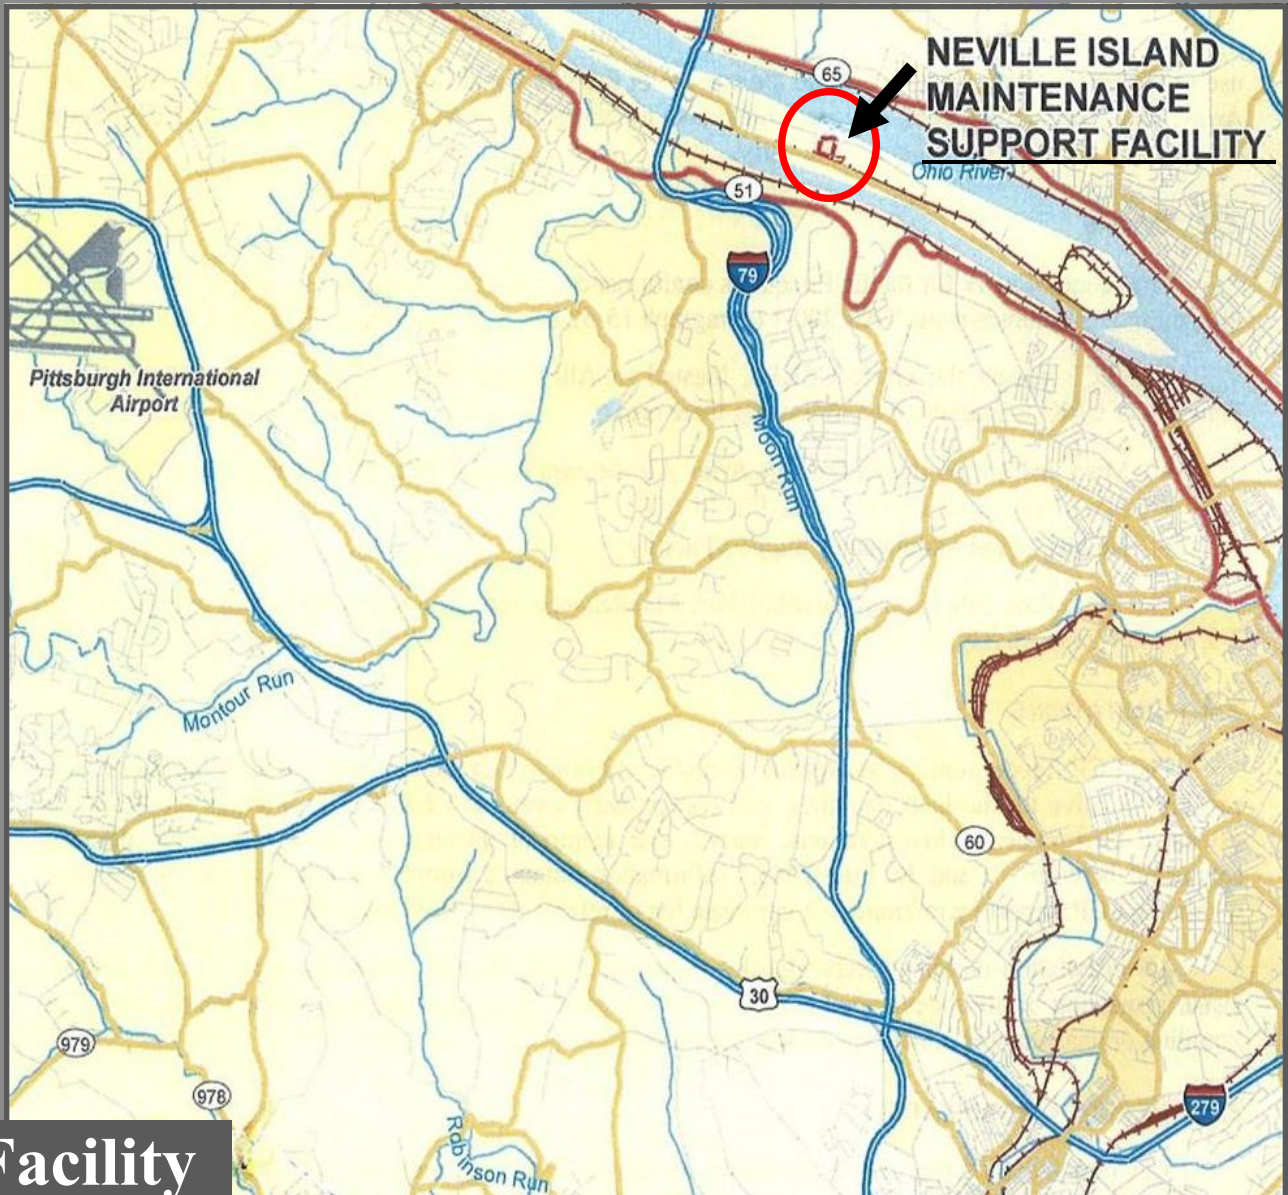 65
NEVILLE ISLAND
MAINTENANCE
SUPPORT FACILITY
Ohio River
51
79
Pittsburgh International
Airport
Moon Run
Montour Run
60
30
979
978
279
Robinson Run
Facility